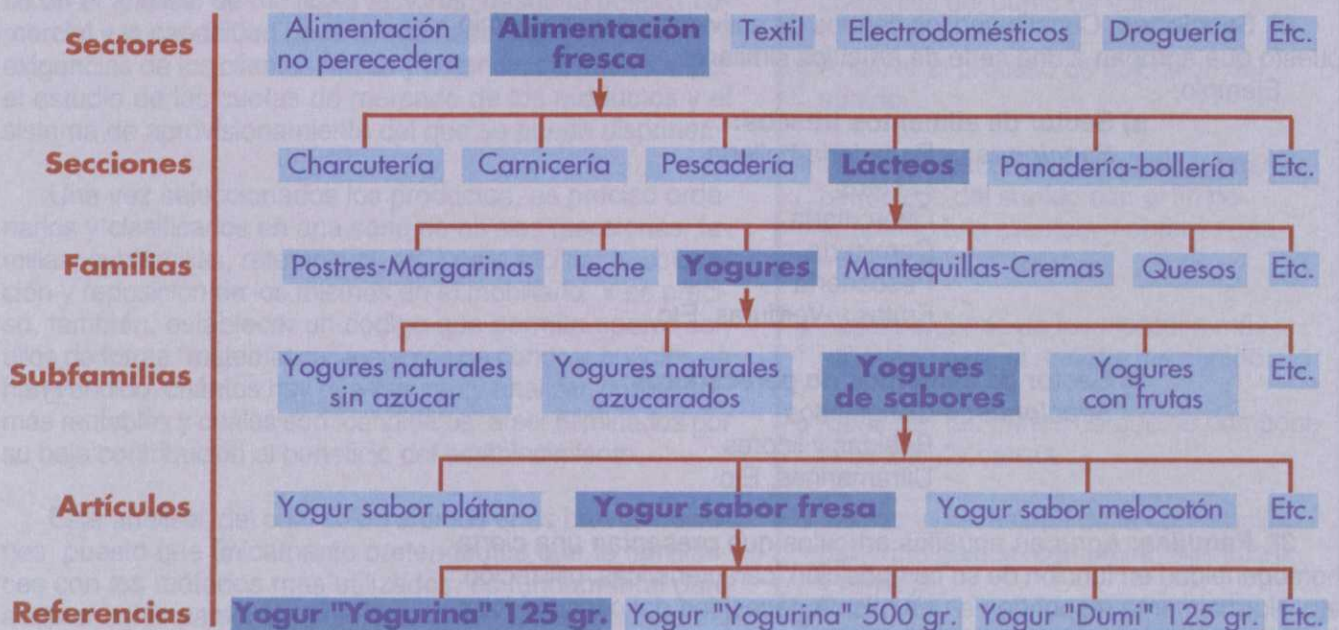 Sectores
Alimentación
no perecedera
Alimentación
fresca
Textil
Electrodomésticos
Droguería
Etc.
Secciones
Charcutería
Carnicería
Pescadería
Lácteos
Panadería-bollería
Etc.
Familias
Postres-Margarinas
Leche
Yogures
Mantequillas-Cremas
Quesos
Etc.
Subfamilias
Yogures naturales
sin azúcar
Yogures naturales
azucarados
Yogures
de sabores
Yogures
con frutas
Etc.
Artículos
Yogur sabor plátano
Yogur sabor fresa
Yogur sabor melocotón
Etc.
Referencias
Yogur "Yogurina" 125 gr.
Yogur "Yogurina" 500 gr.
Yogur "Dumi" 125 gr.
Etc.